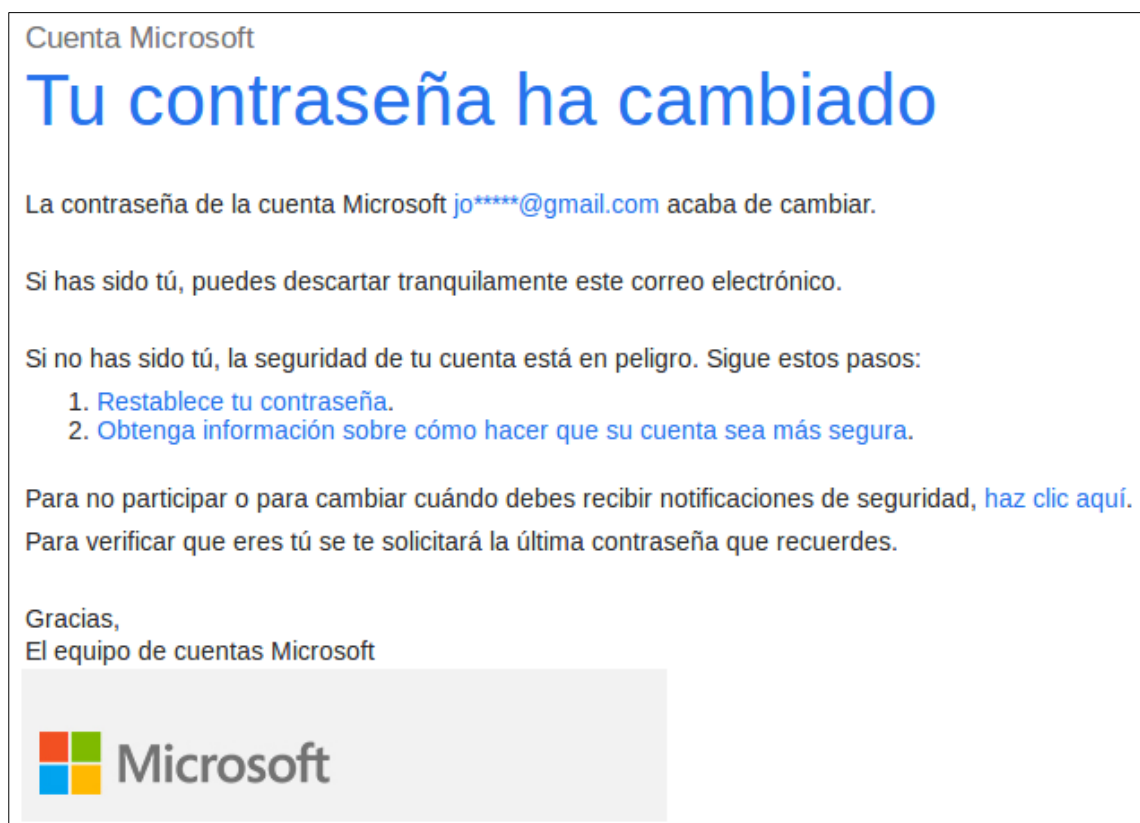 Cuenta Microsoft
Tu contraseña ha cambiado
La contraseña de la cuenta Microsoft jo*****@gmail.com acaba de cambiar.
Si has sido tú, puedes descartar tranquilamente este correo electrónico.
Si no has sido tú, la seguridad de tu cuenta está en peligro. Sigue estos pasos:
1. Restablece tu contraseña.
2. Obtenga información sobre cómo hacer que su cuenta sea más segura.
Para no participar o para cambiar cuándo debes recibir notificaciones de seguridad, haz clic aquí.
Para verificar que eres tú se te solicitará la última contraseña que recuerdes.
Gracias,
El equipo de cuentas Microsoft
Microsoft